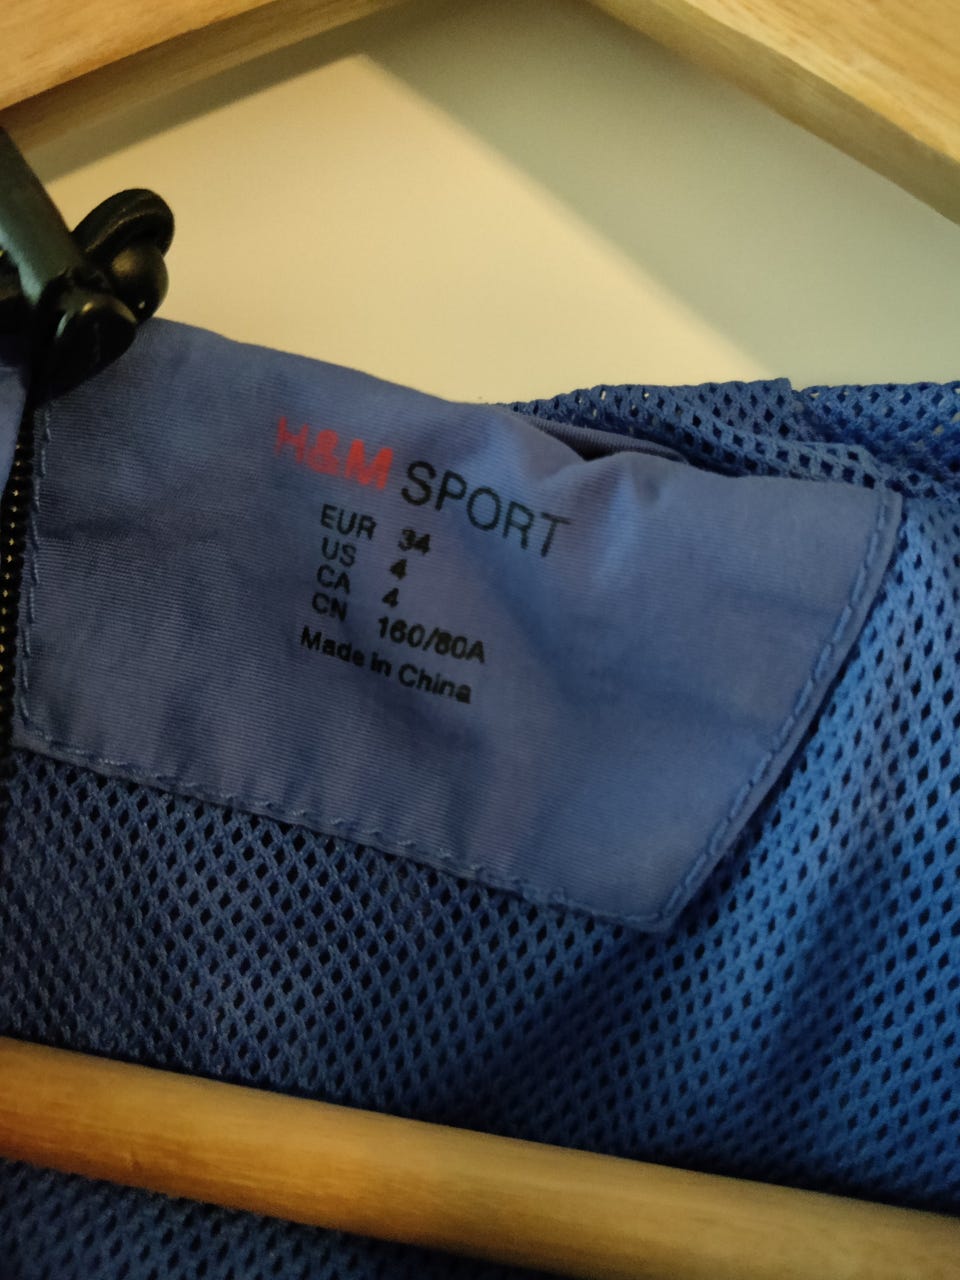 H&M SPORT
EUR 34
US 4
CA 4
CN 160/80A
Made in China